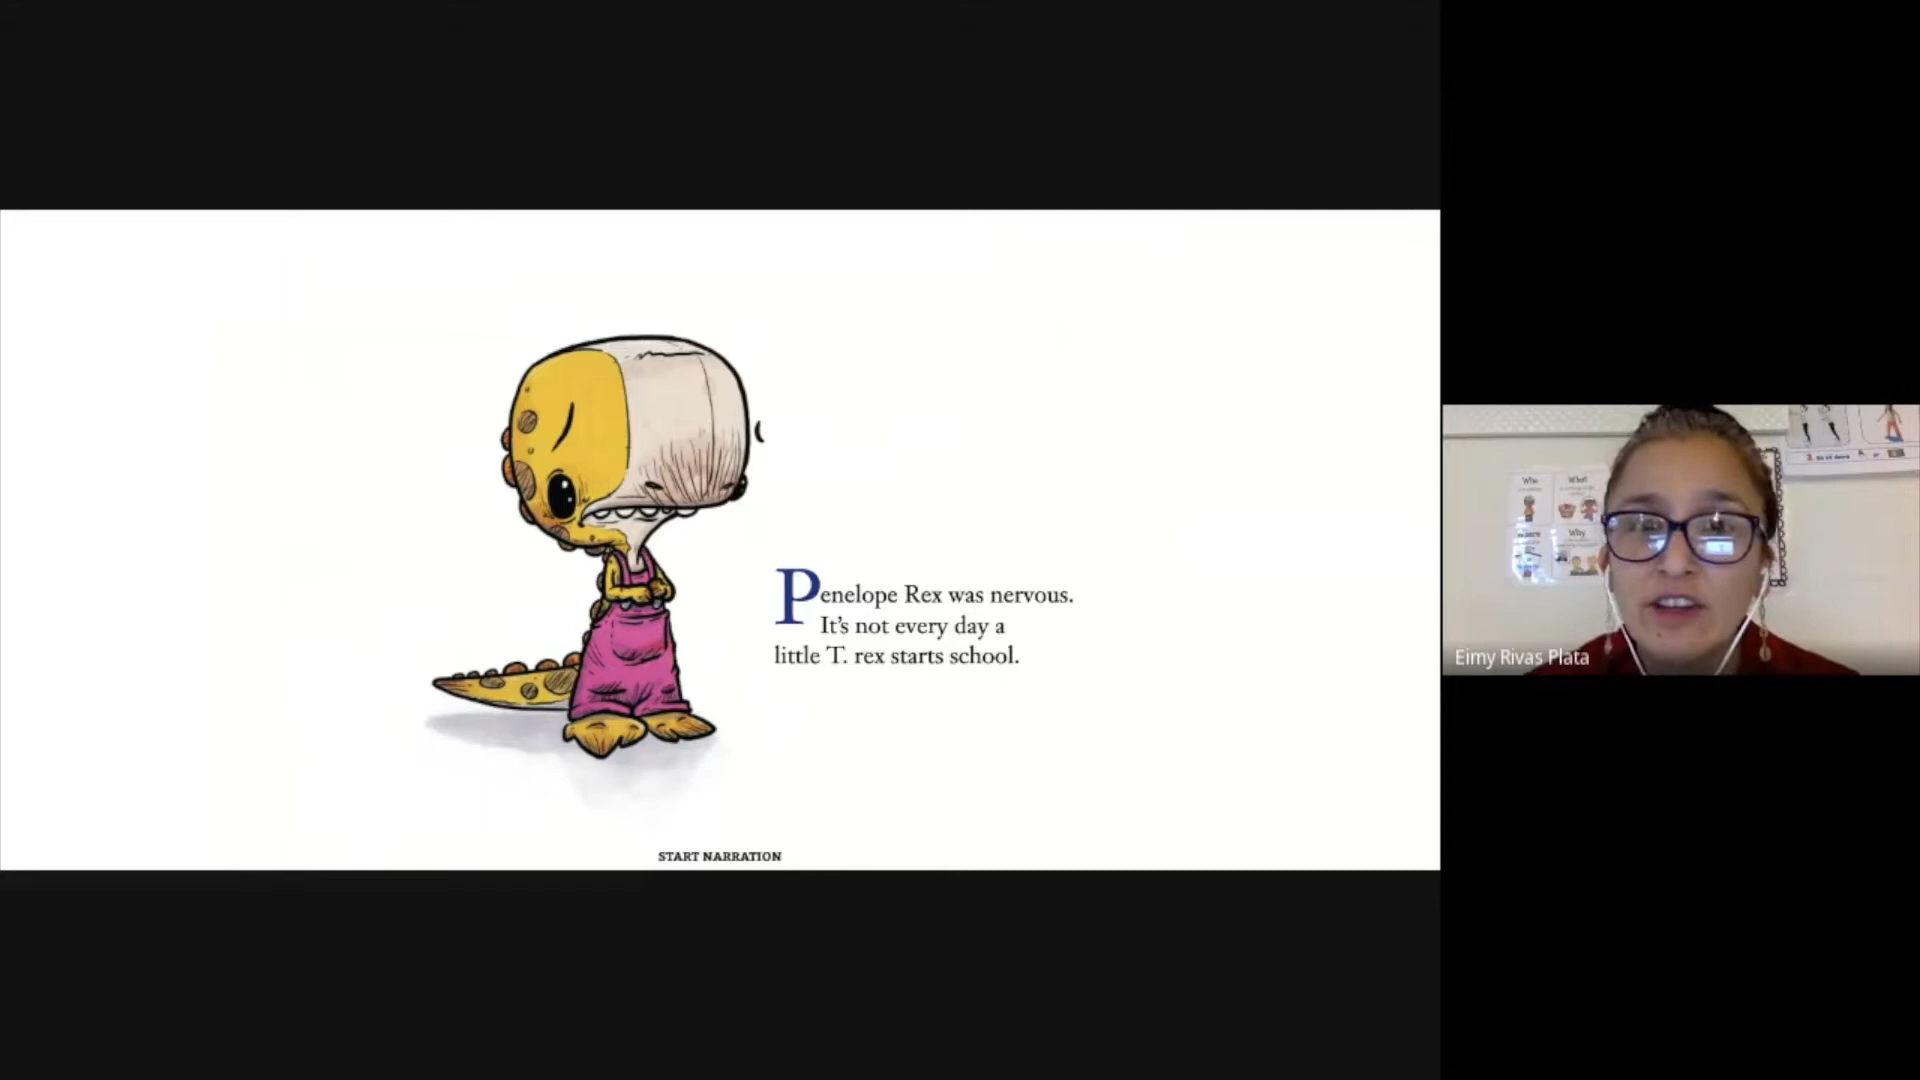 Penelope Rex was nervous.
It's not every day a
little T. rex starts school.
START NARRATION
Who
What
Why
Eimy Rivas Plata